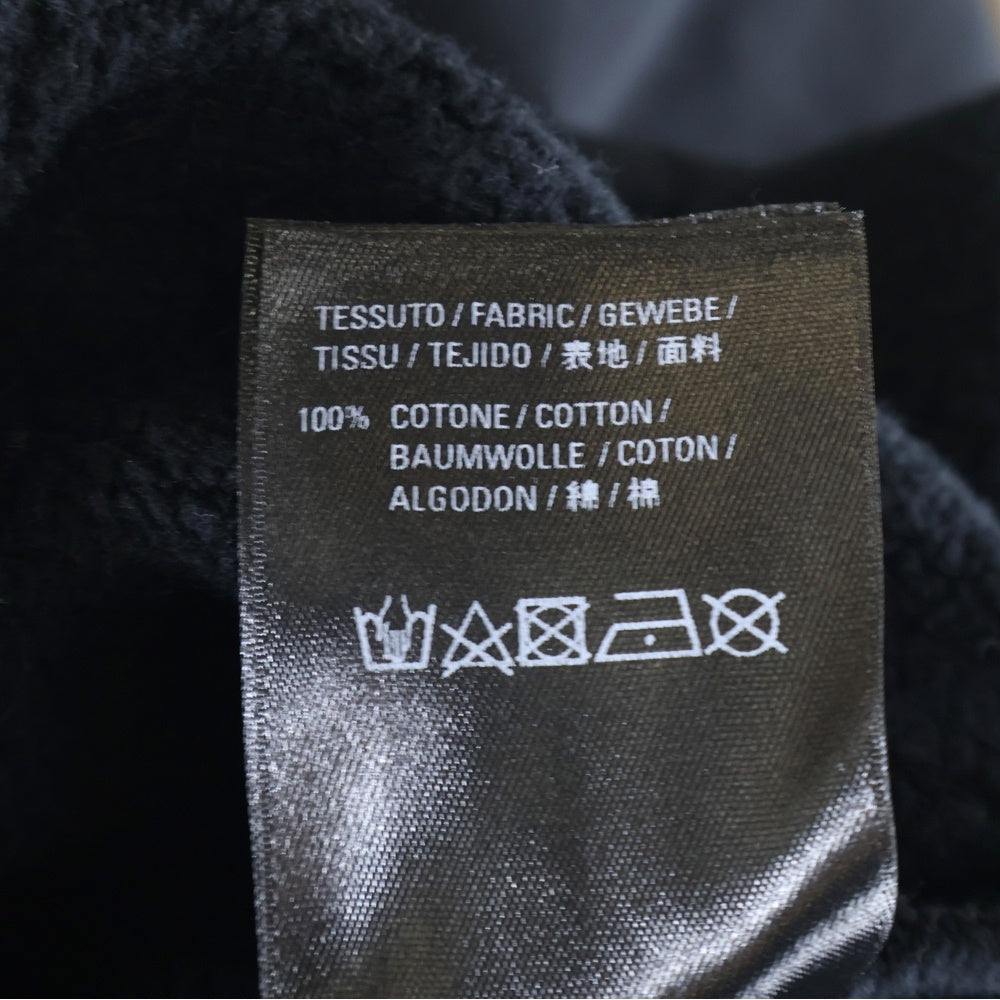 TESSUTO / FABRIC / GEWEBE /
TISSU / TEJIDO / 表地 / 面料
100% COTONE / COTTON /
BAUMWOLLE / COTON /
ALGODON / 綿 / 棉